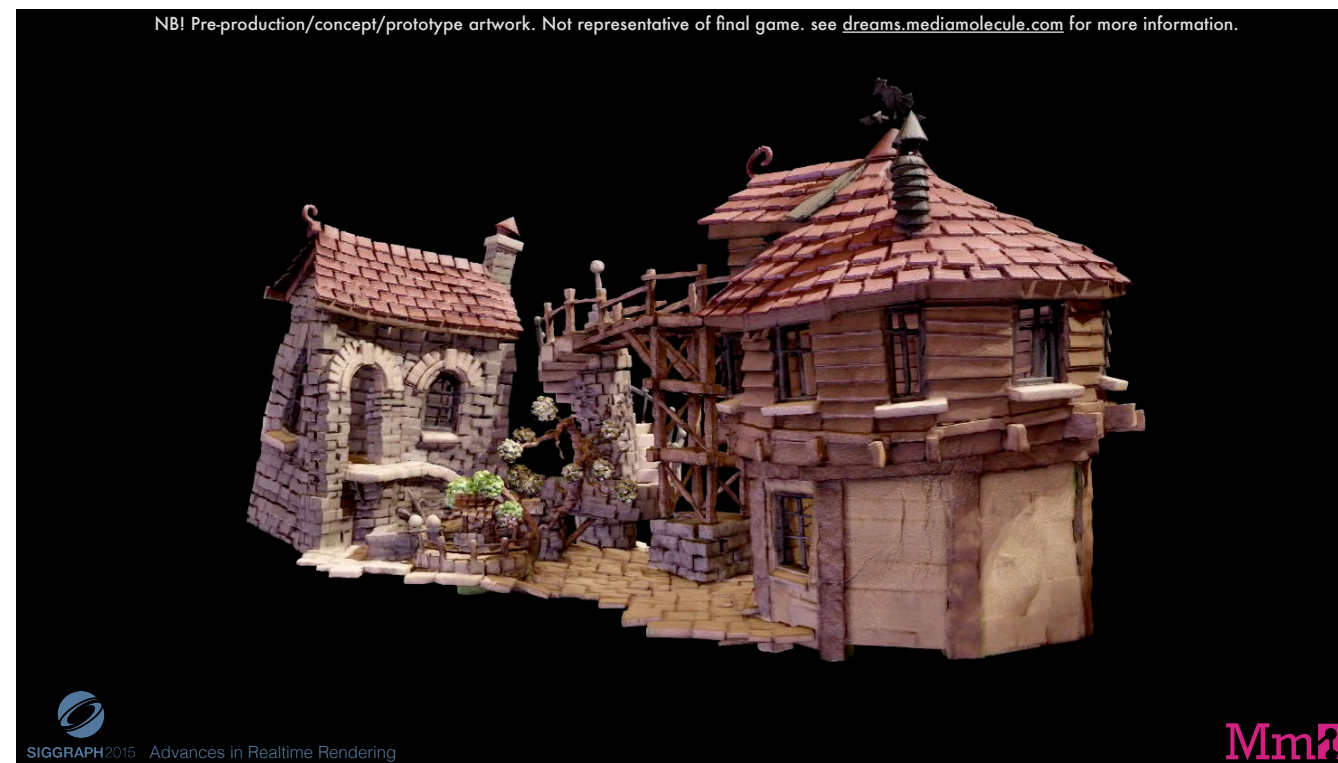 NB! Pre-production/concept/prototype artwork. Not representative of final game. see dreams.mediamolecule.com for more information.
SIGGRAPH2015 Advances in Realtime Rendering
Mm